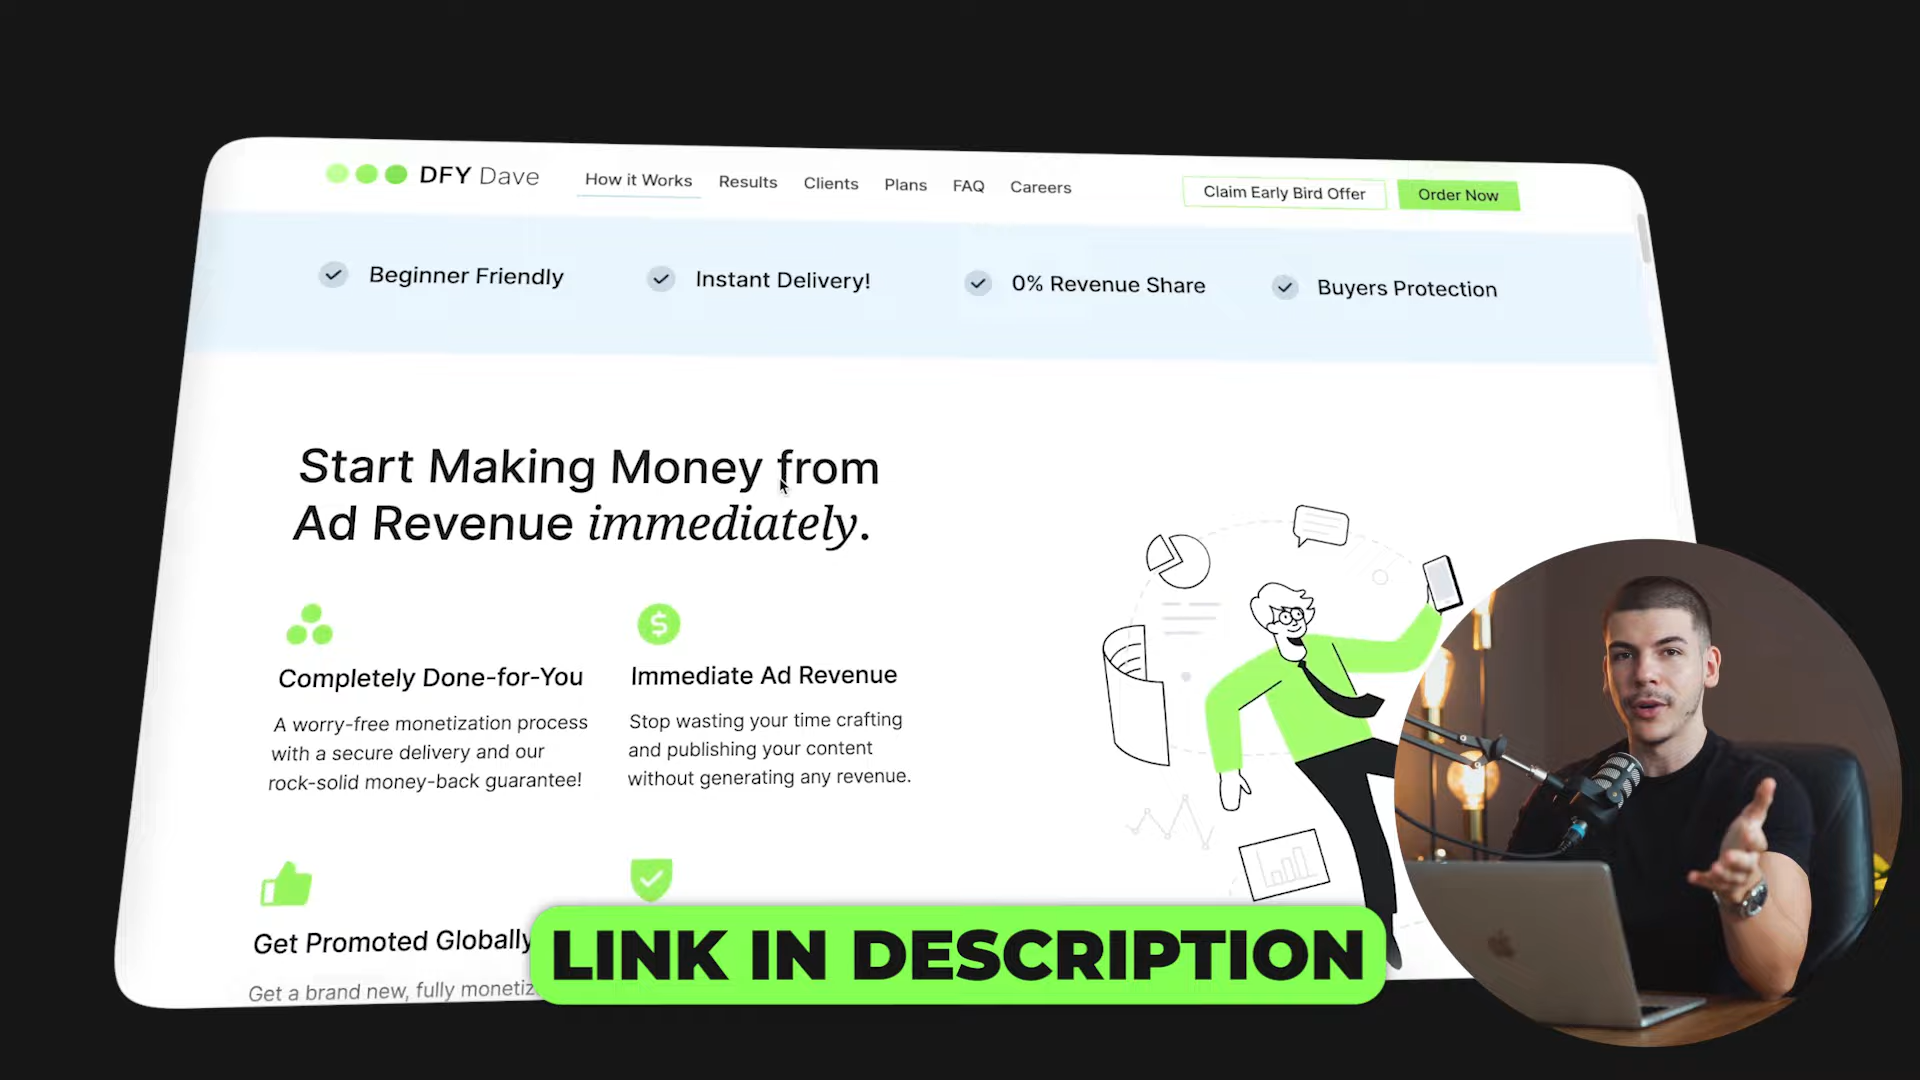 DFY Dave
How it Works
Results
Clients
Plans
FAQ
Careers
Claim Early Bird Offer
Order Now
Beginner Friendly
Instant Delivery!
0% Revenue Share
Buyers Protection
Start Making Money from
Ad Revenue immediately.
Completely Done-for-You
A worry-free monetization process
with a secure delivery and our
rock-solid money-back guarantee!
Immediate Ad Revenue
Stop wasting your time crafting
and publishing your content
without generating any revenue.
Get Promoted Globally
Get a brand new, fully
LINK IN DESCRIPTION